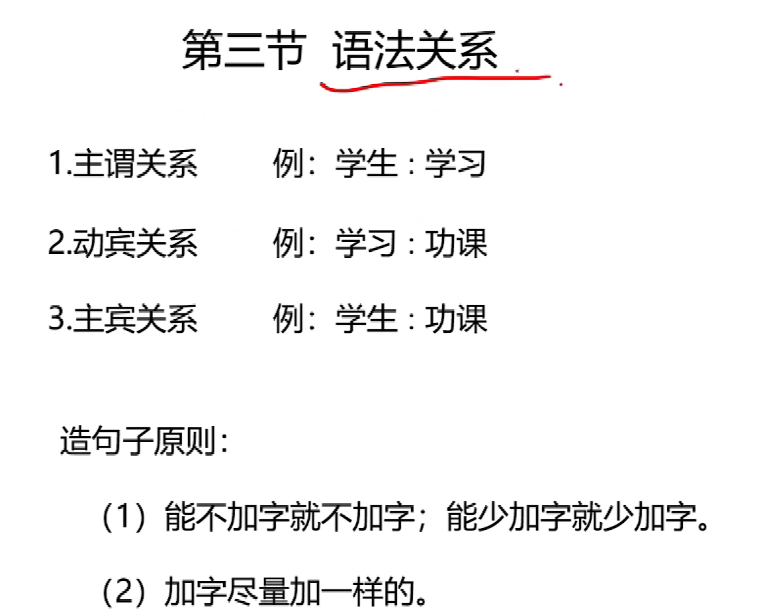 第三节 语法关系
1.主谓关系 例：学生：学习
2.动宾关系 例：学习：功课
3.主宾关系 例：学生：功课
造句子原则：
（1）能不加字就不加字；能少加字就少加字。
（2）加字尽量加一样的。